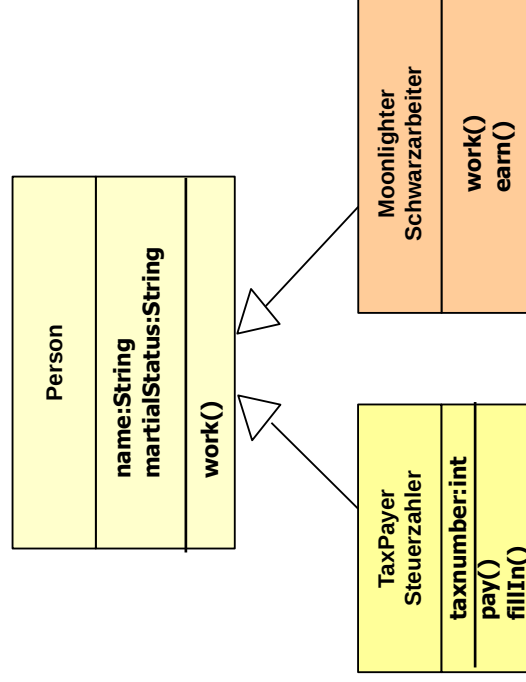 Person
name:String
martialStatus:String
work()
TaxPayer
Steuerzahler
taxnumber:int
pay()
fillIn()
Moonlighter
Schwarzarbeiter
work()
earn()